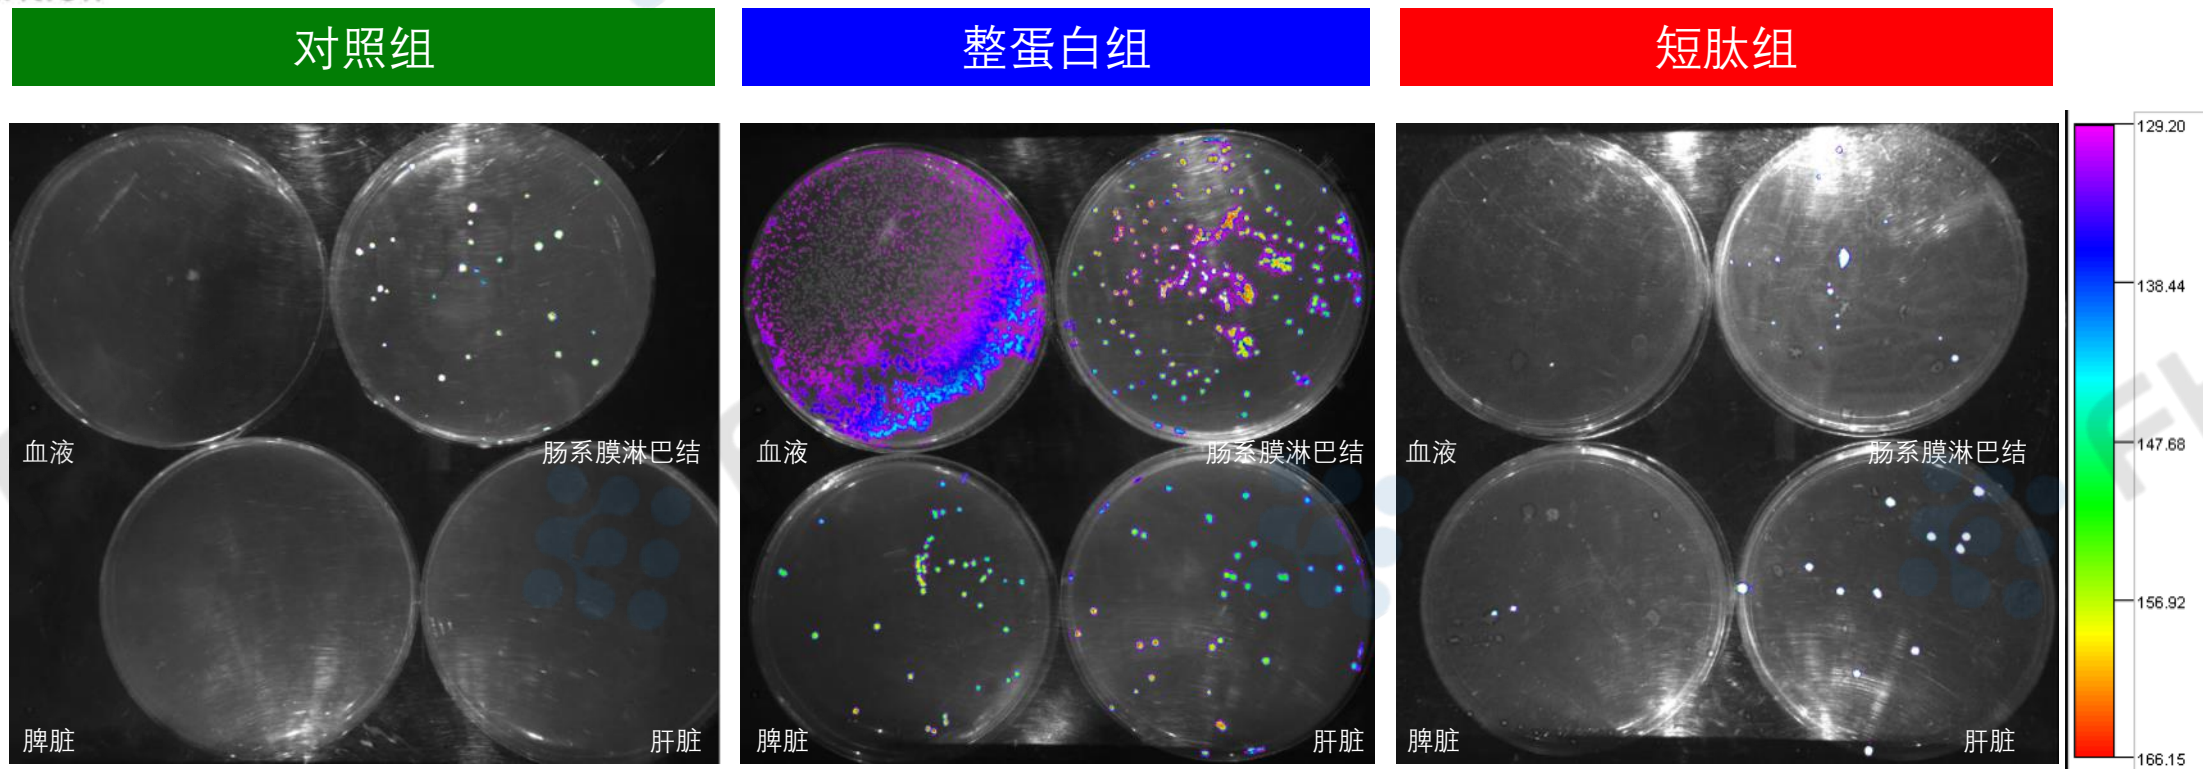 对照组
整蛋白组
短肽组
血液
肠系膜淋巴结
脾脏
肝脏
血液
肠系膜淋巴结
脾脏
肝脏
血液
肠系膜淋巴结
脾脏
肝脏
129.20
138.44
147.68
156.92
166.15